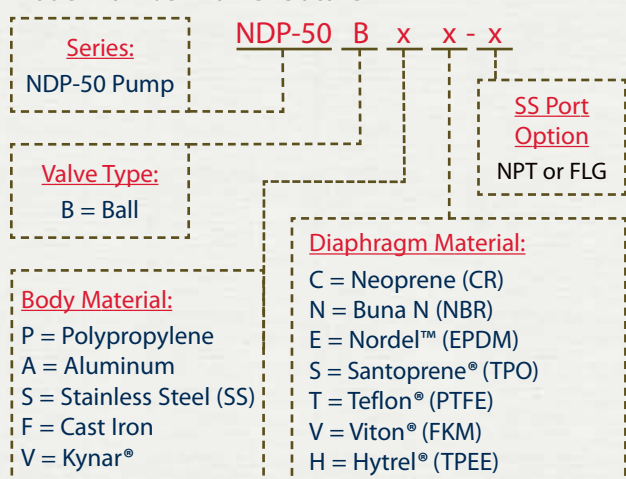 NDP-50 B x x - x
Series:
NDP-50 Pump
Valve Type:
B = Ball
SS Port
Option
NPT or FLG
Body Material:
P = Polypropylene
A = Aluminum
S = Stainless Steel (SS)
F = Cast Iron
V = Kynar®
Diaphragm Material:
C = Neoprene (CR)
N = Buna N (NBR)
E = Nordel™ (EPDM)
S = Santoprene® (TPO)
T = Teflon® (PTFE)
V = Viton® (FKM)
H = Hytrel® (TPEE)